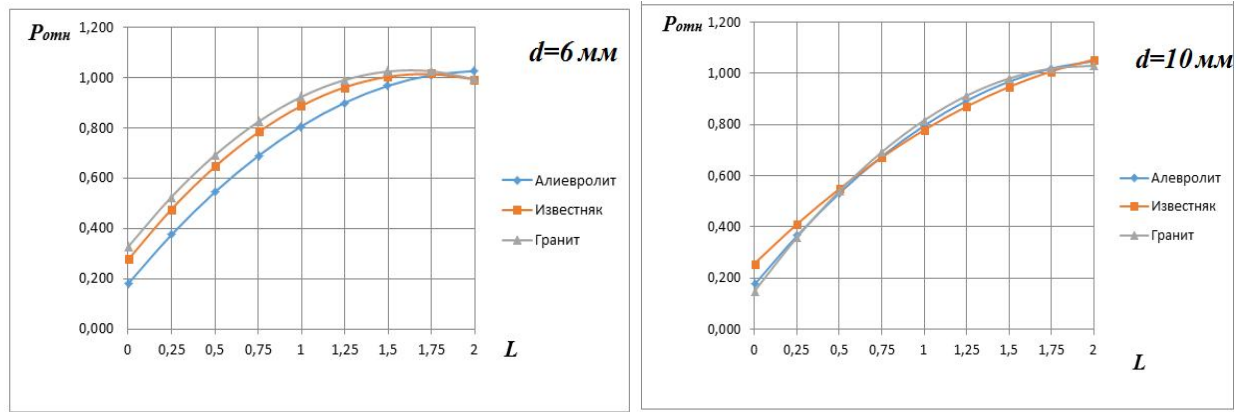 Pотн
d=6 мм
1,200
1,000
0,800
0,600
0,400
0,200
0,000
0 0,25 0,5 0,75 1 1,25 1,5 1,75 2
L
Алиевролит
Известняк
Гранит
Pотн
d=10 мм
1,200
1,000
0,800
0,600
0,400
0,200
0,000
0 0,25 0,5 0,75 1 1,25 1,5 1,75 2
L
Алевролит
Известняк
Гранит